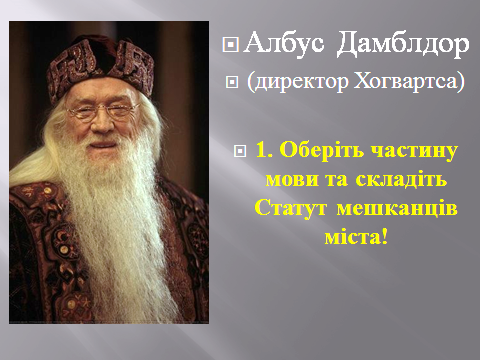 Албус Дамблдор
(директор Хогвартса)
1. Оберіть частину
мови та складіть
Статут мешканців
міста!